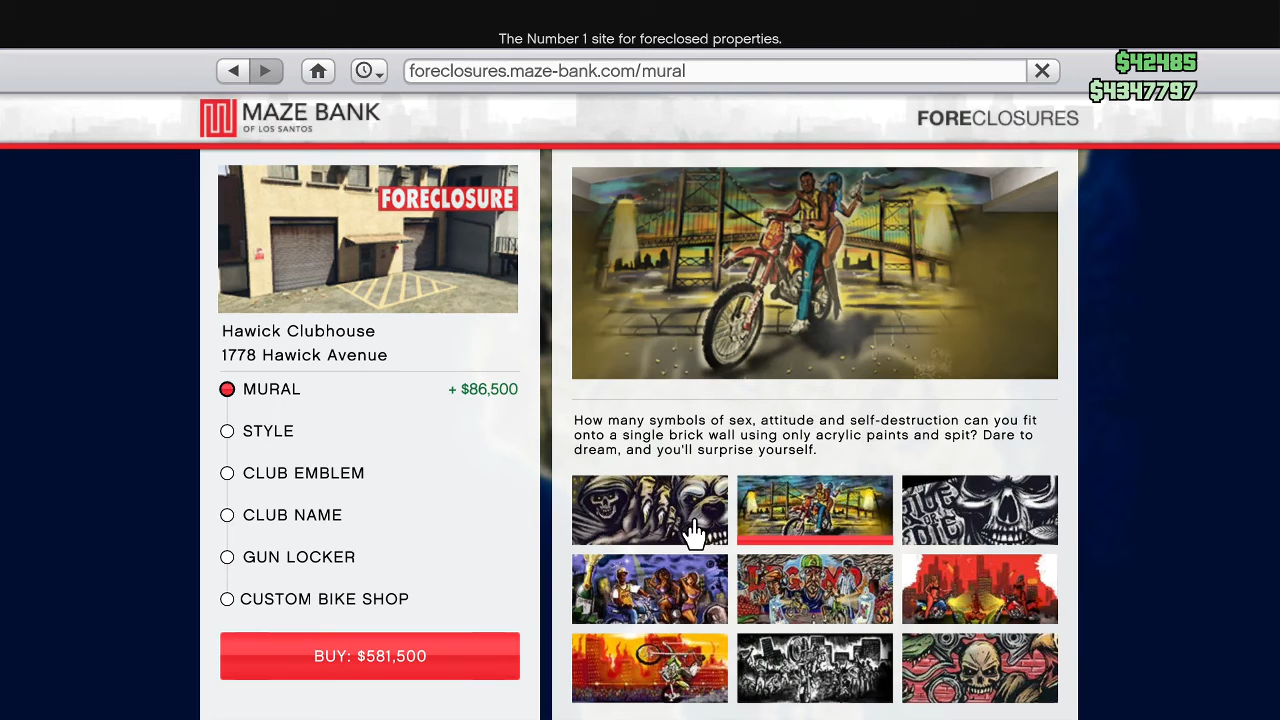 The Number 1 site for foreclosed properties.
foreclosures.maze-bank.com/mural
$42485
$4347797
MAZE BANK
OF LOS SANTOS
FORECLOSURES
FORECLOSURE
Hawick Clubhouse
1778 Hawick Avenue
MURAL + $86,500
STYLE
CLUB EMBLEM
CLUB NAME
GUN LOCKER
CUSTOM BIKE SHOP
BUY: $581,500
How many symbols of sex, attitude and self-destruction can you fit
onto a single brick wall using only acrylic paints and spit? Dare to
dream, and you'll surprise yourself.
RIDE
OR
DIE